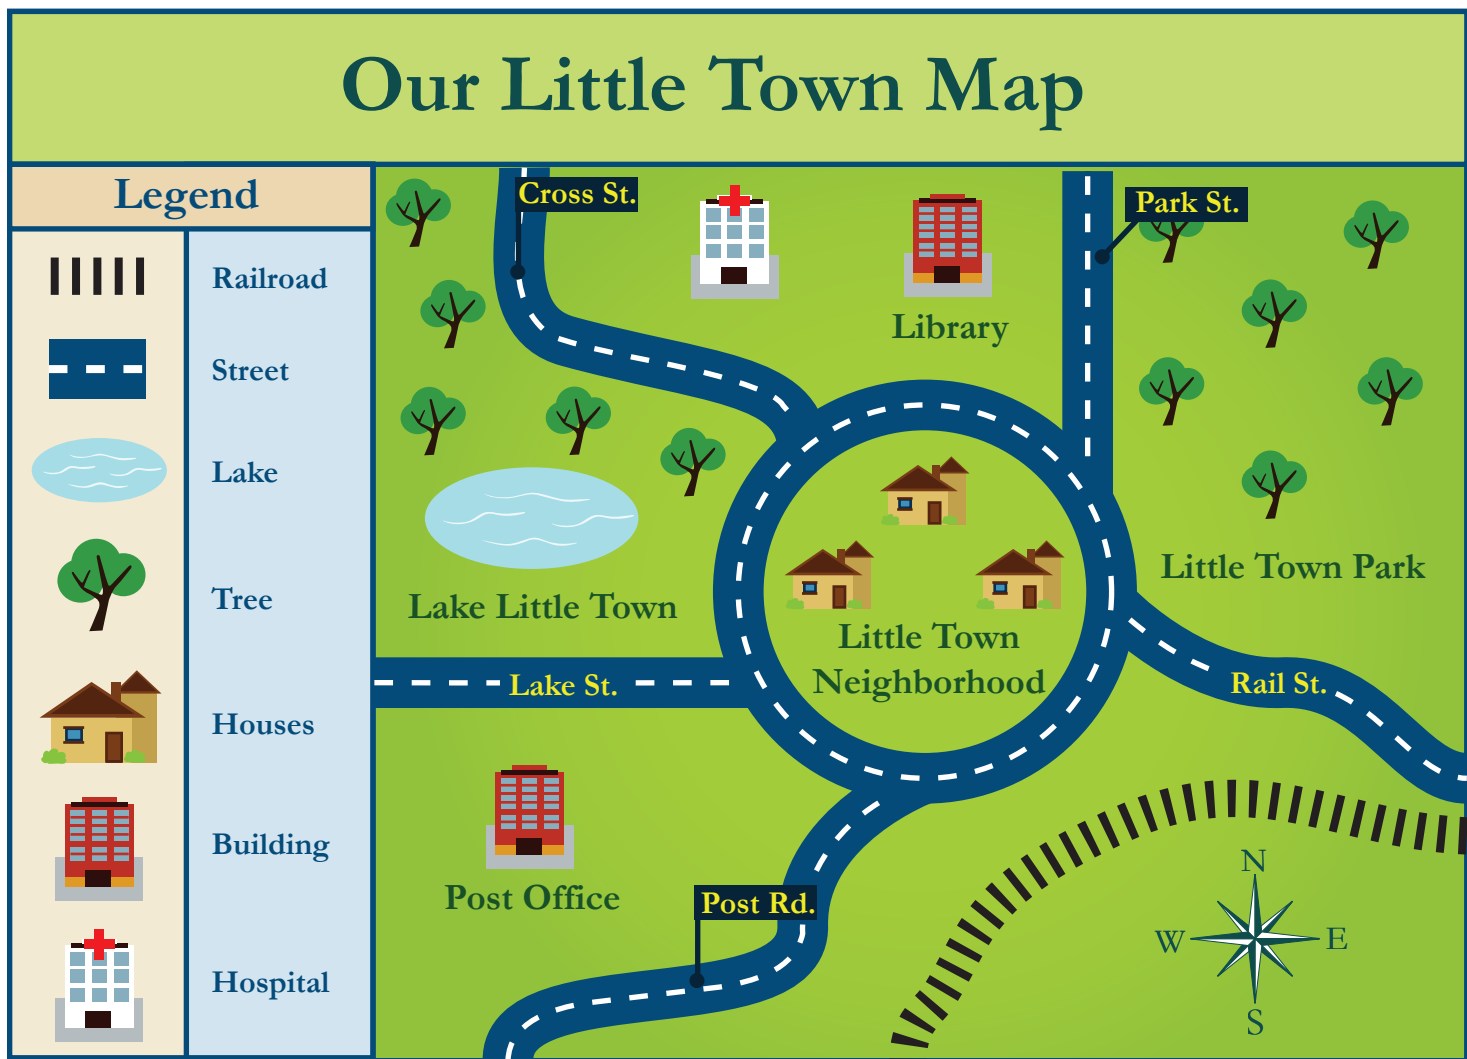 Our Little Town Map
Legend
Railroad
Street
Lake
Tree
Houses
Building
Hospital
Cross St.
Park St.
Library
Little Town Park
Lake Little Town
Little Town
Neighborhood
Lake St.
Rail St.
Post Office
Post Rd.
N
W
E
S